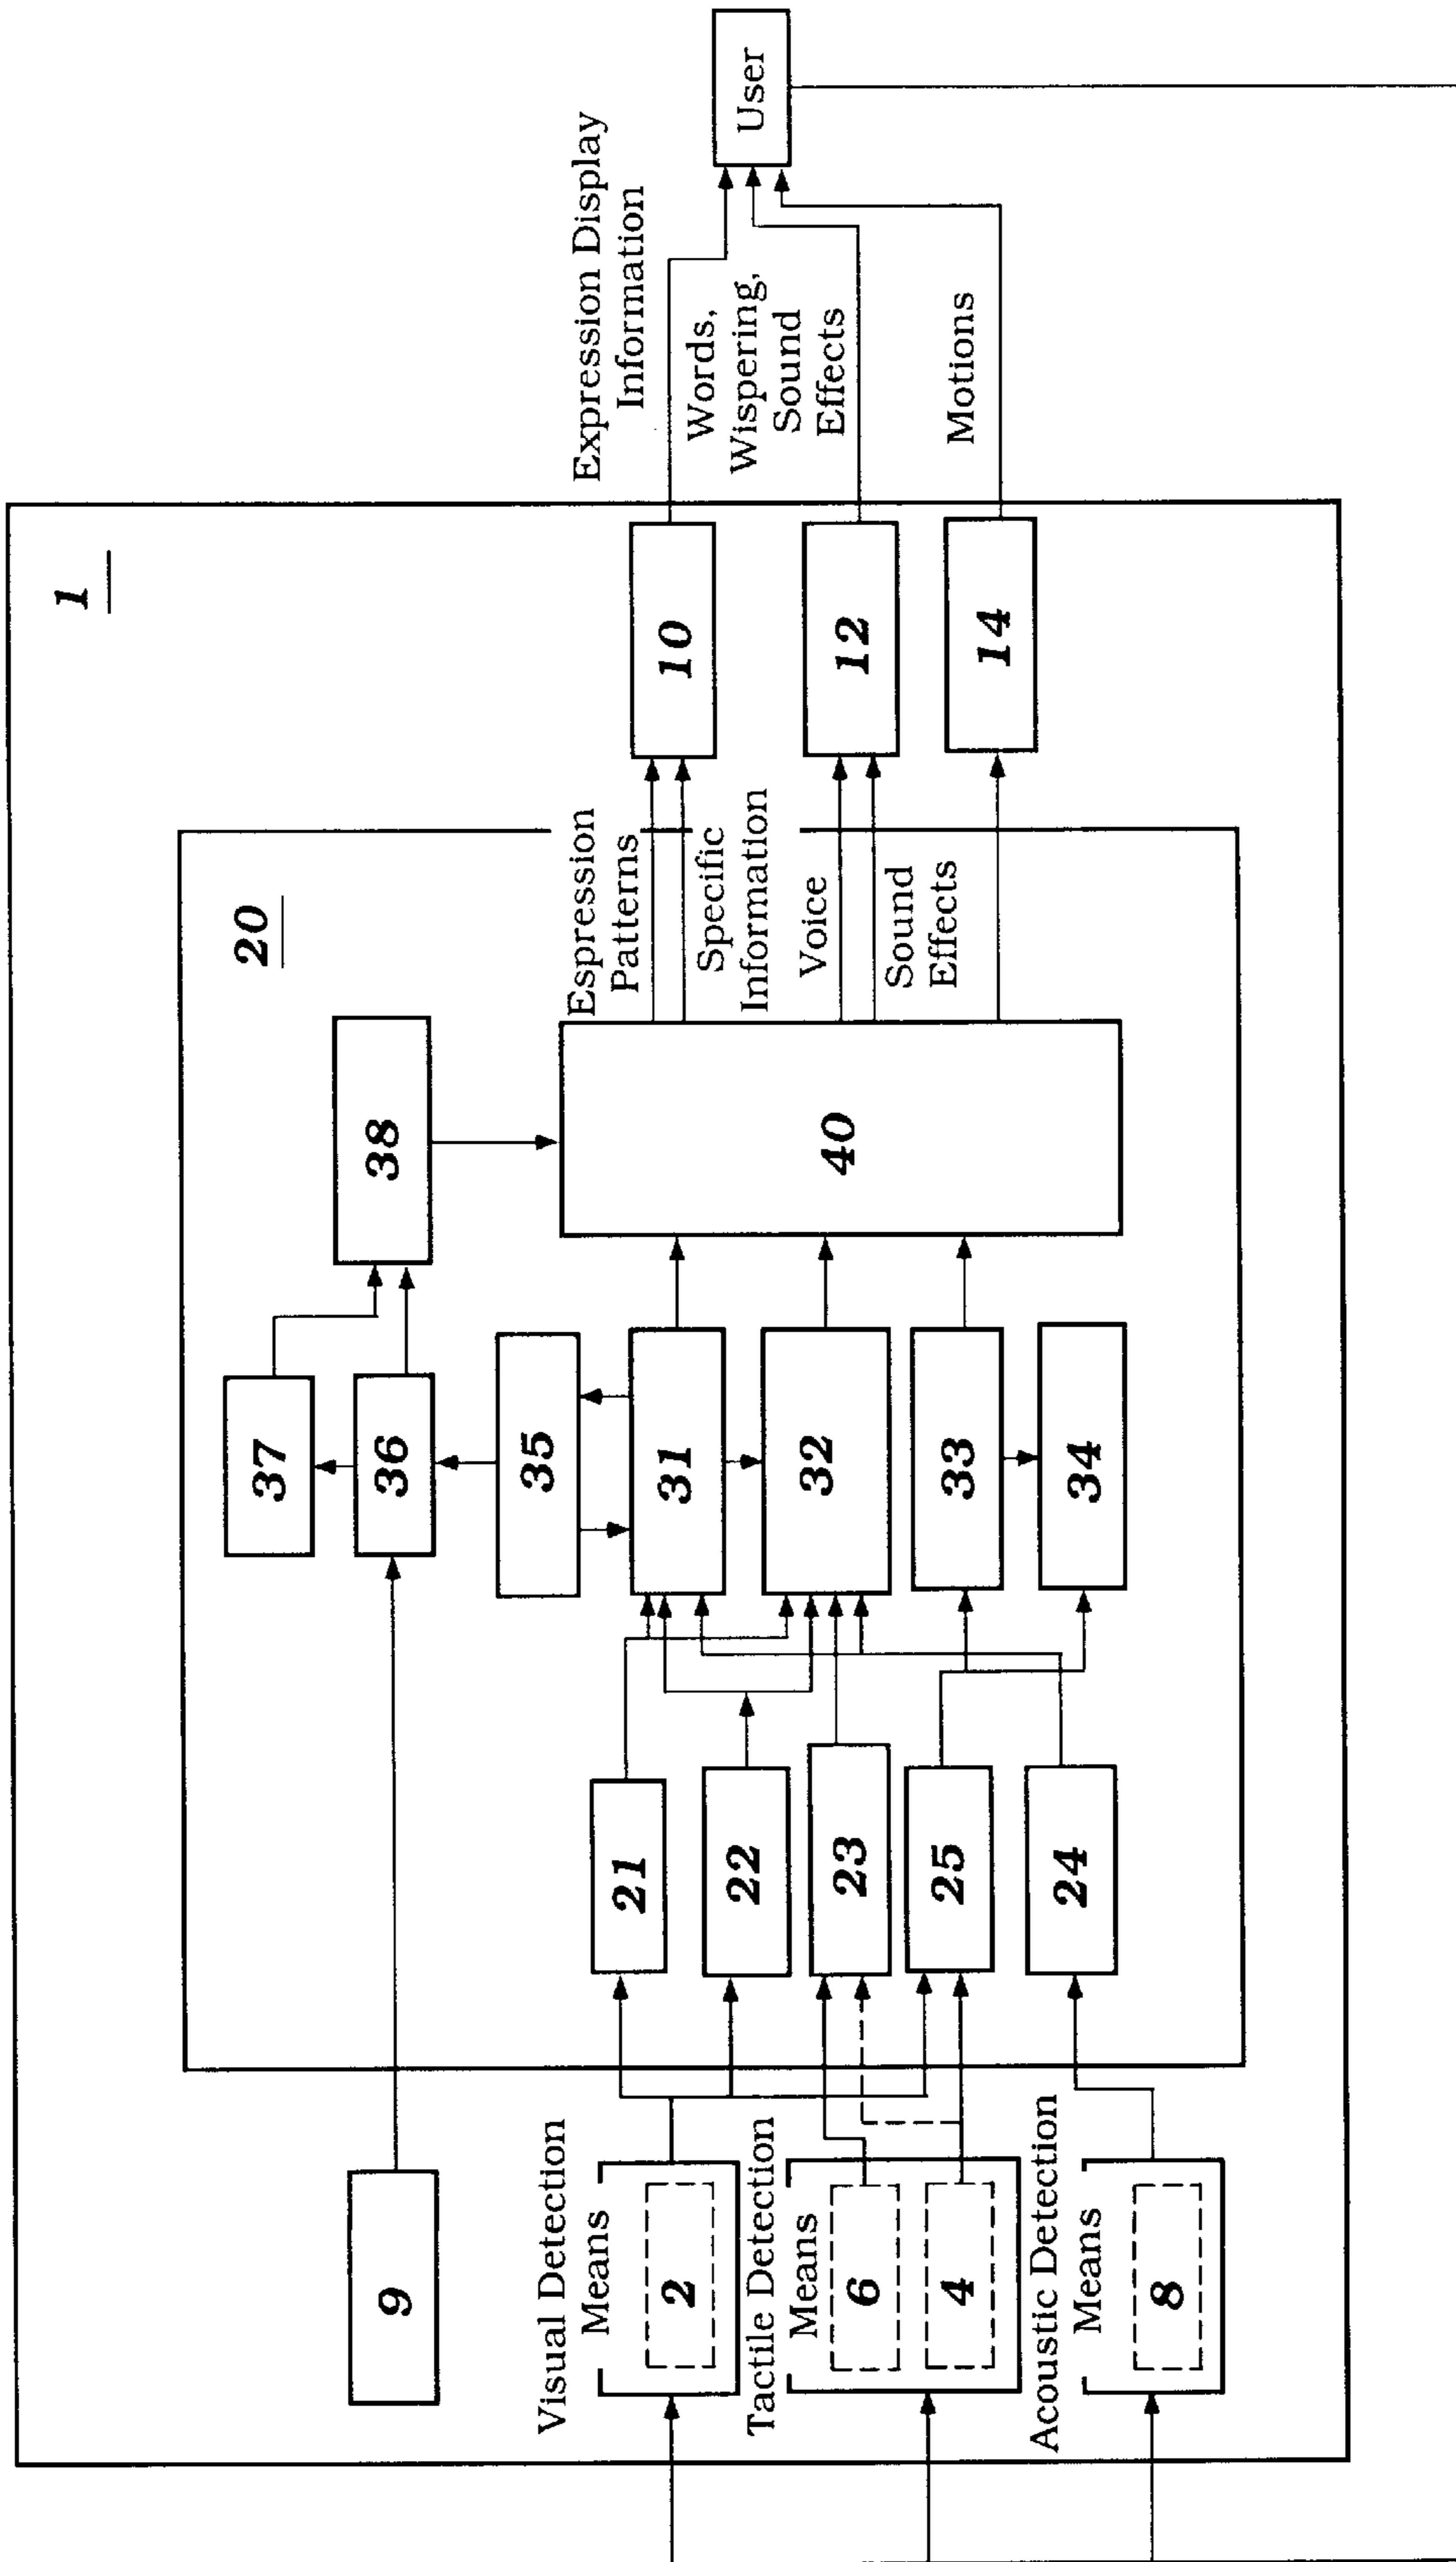 1
20
9
37
36
38
35
Visual Detection
Means
2
Tactile Detection
Means
6
4
Acoustic Detection
Means
8
21
22
23
25
24
31
32
33
34
40
Espression
Patterns
Specific
Information
Voice
Sound
Effects
10
12
14
Expression Display
Information
Words,
Wispering,
Sound
Effects
Motions
User